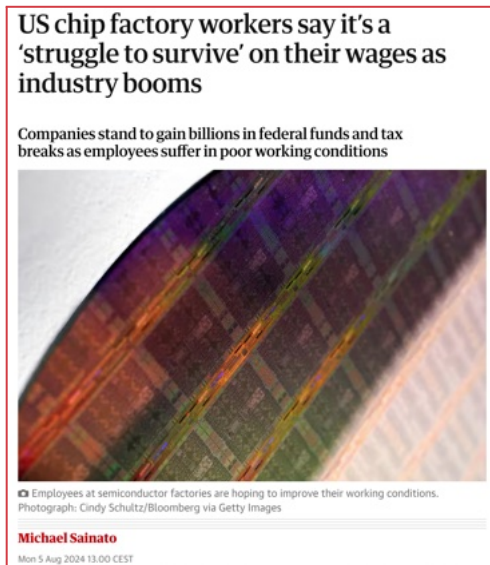 US chip factory workers say it's a
‘struggle to survive’ on their wages as
industry booms
Companies stand to gain billions in federal funds and tax
breaks as employees suffer in poor working conditions
Employees at semiconductor factories are hoping to improve their working conditions.
Photograph: Cindy Schultz/Bloomberg via Getty Images
Michael Sainato
Mon 5 Aug 2024 13.00 CEST